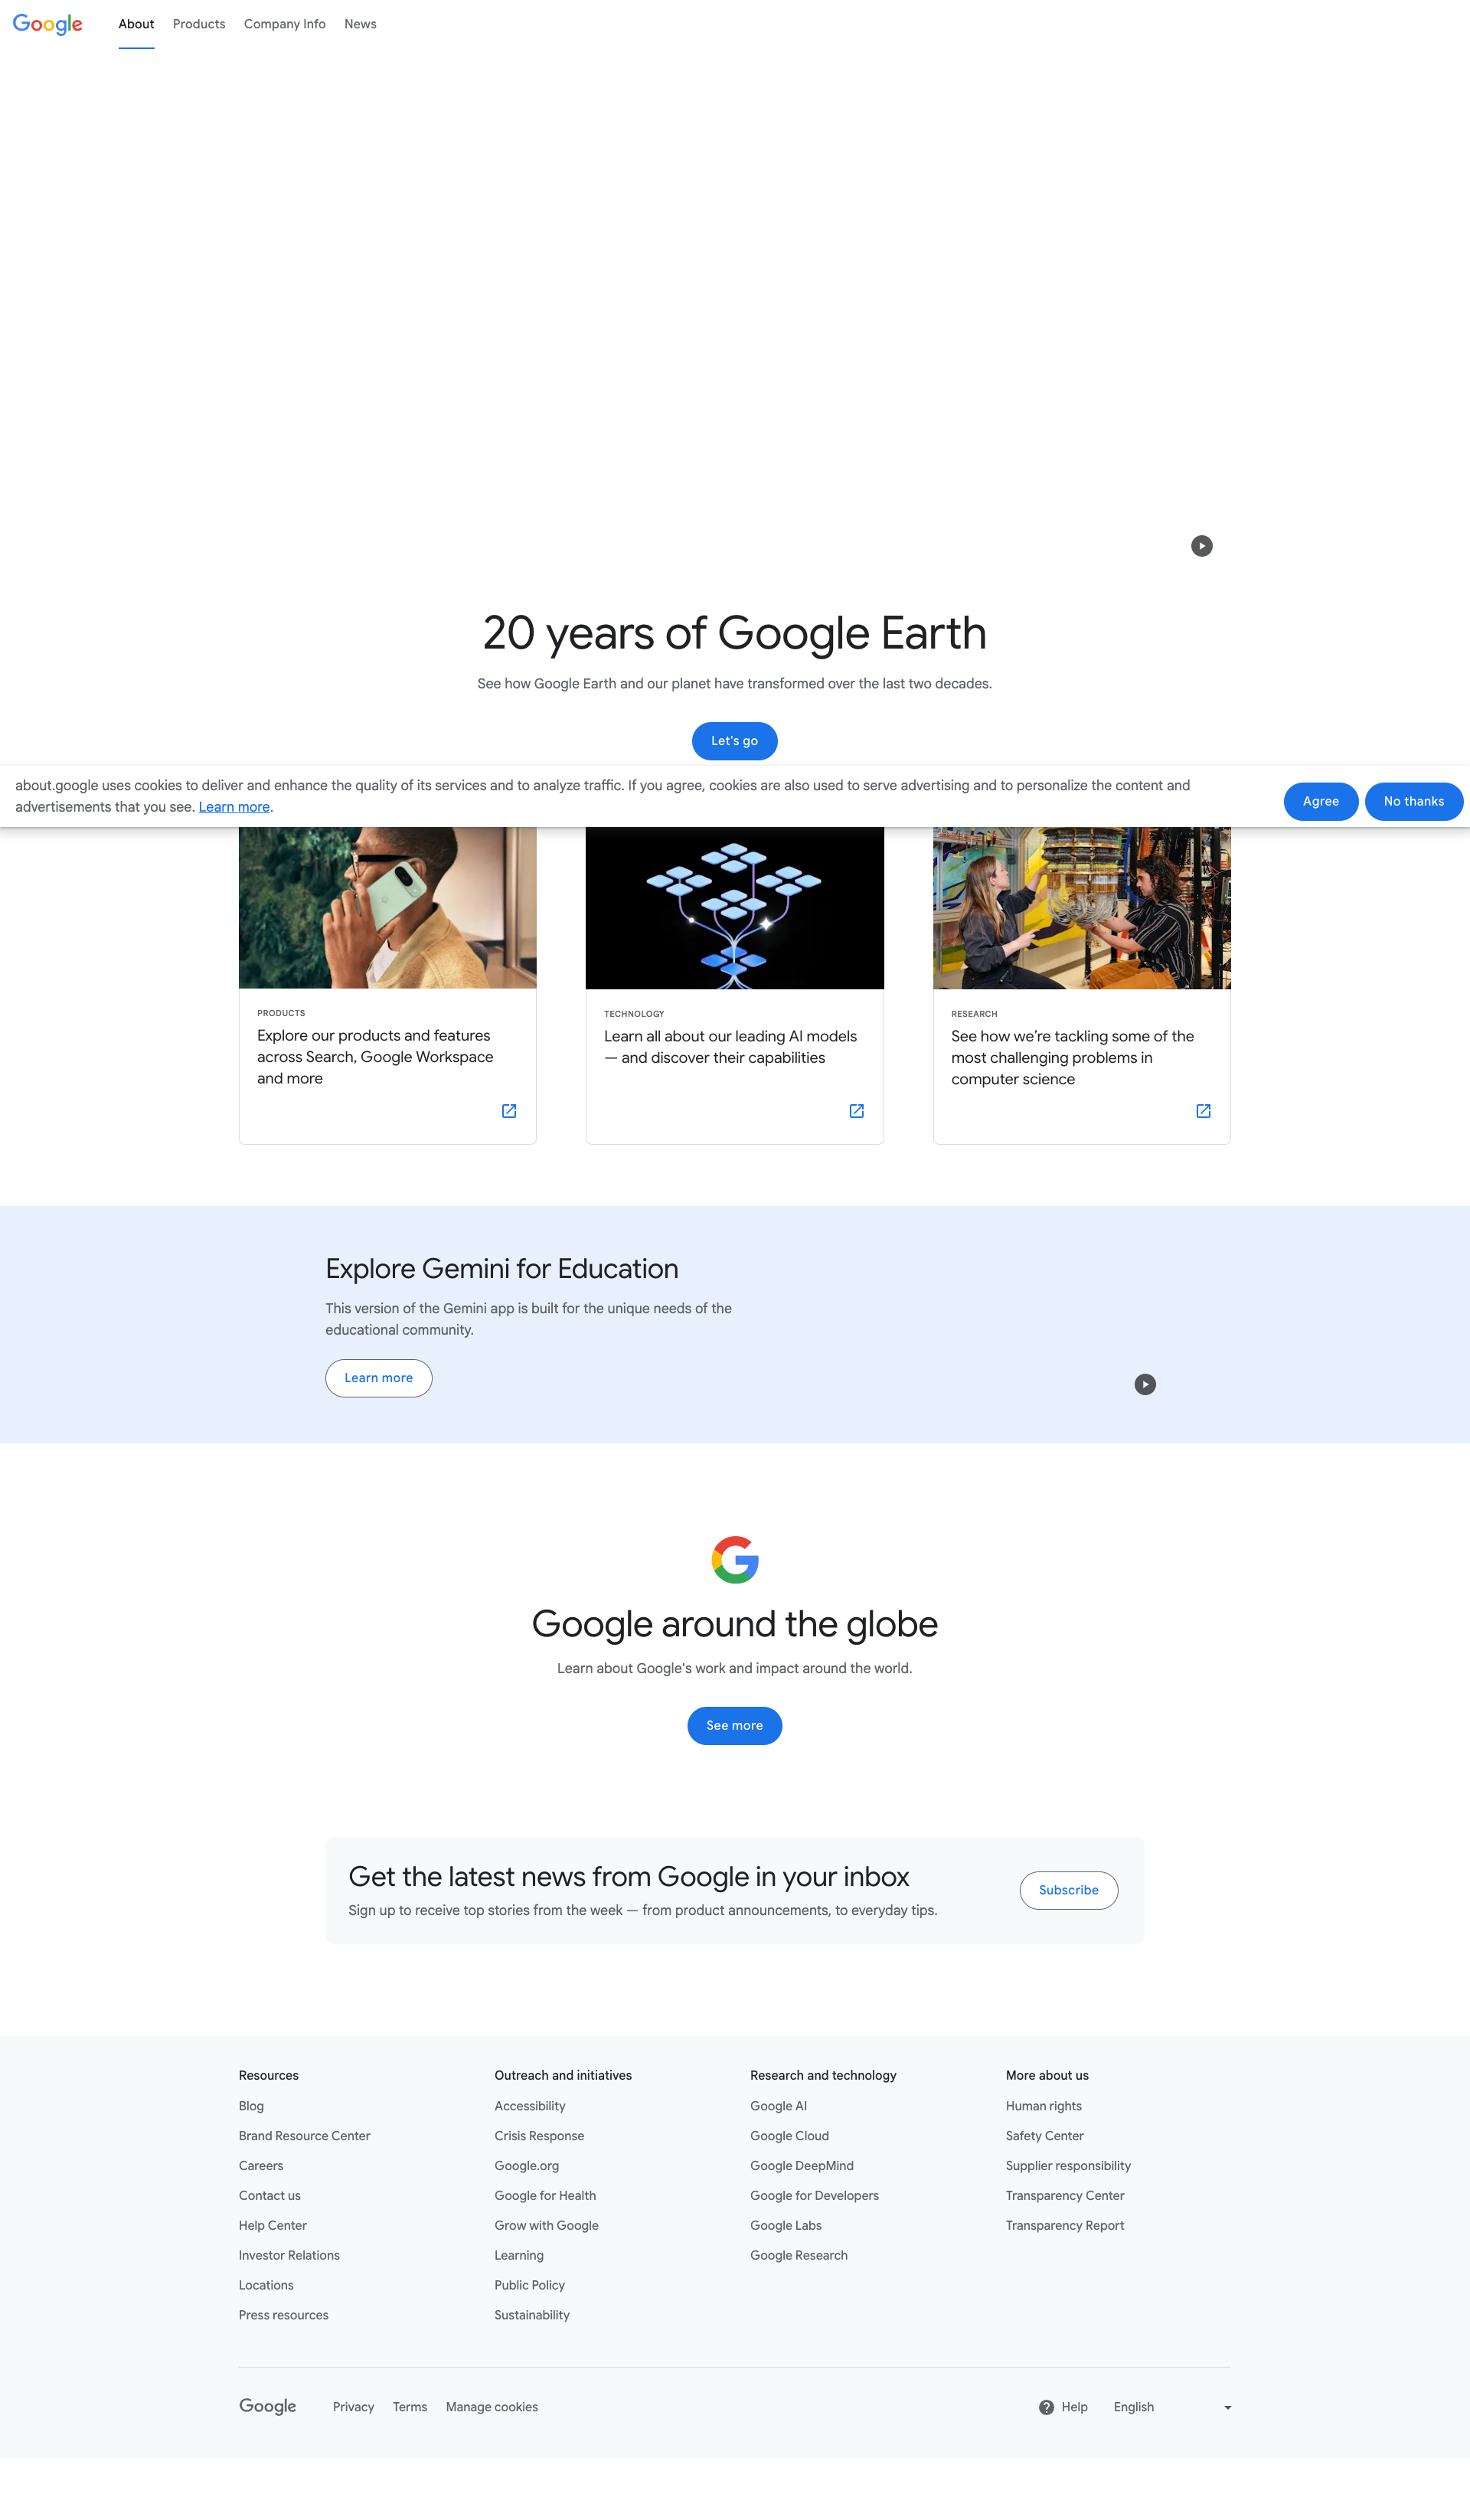 Google
About
Products
Company Info
News
20 years of Google Earth
See how Google Earth and our planet have transformed over the last two decades.
Let's go
about.google uses cookies to deliver and enhance the quality of its services and to analyze traffic. If you agree, cookies are also used to serve advertising and to personalize the content and
advertisements that you see. Learn more.
Agree
No thanks
PRODUCTS
Explore our products and features
across Search, Google Workspace
and more
TECHNOLOGY
Learn all about our leading AI models
— and discover their capabilities
RESEARCH
See how we’re tackling some of the
most challenging problems in
computer science
Explore Gemini for Education
This version of the Gemini app is built for the unique needs of the
educational community.
Learn more
Google around the globe
Learn about Google's work and impact around the world.
See more
Get the latest news from Google in your inbox
Sign up to receive top stories from the week — from product announcements, to everyday tips.
Subscribe
Resources
Blog
Brand Resource Center
Careers
Contact us
Help Center
Investor Relations
Locations
Press resources
Outreach and initiatives
Accessibility
Crisis Response
Google.org
Google for Health
Grow with Google
Learning
Public Policy
Sustainability
Research and technology
Google AI
Google Cloud
Google DeepMind
Google for Developers
Google Labs
Google Research
More about us
Human rights
Safety Center
Supplier responsibility
Transparency Center
Transparency Report
Google
Privacy
Terms
Manage cookies
Help
English